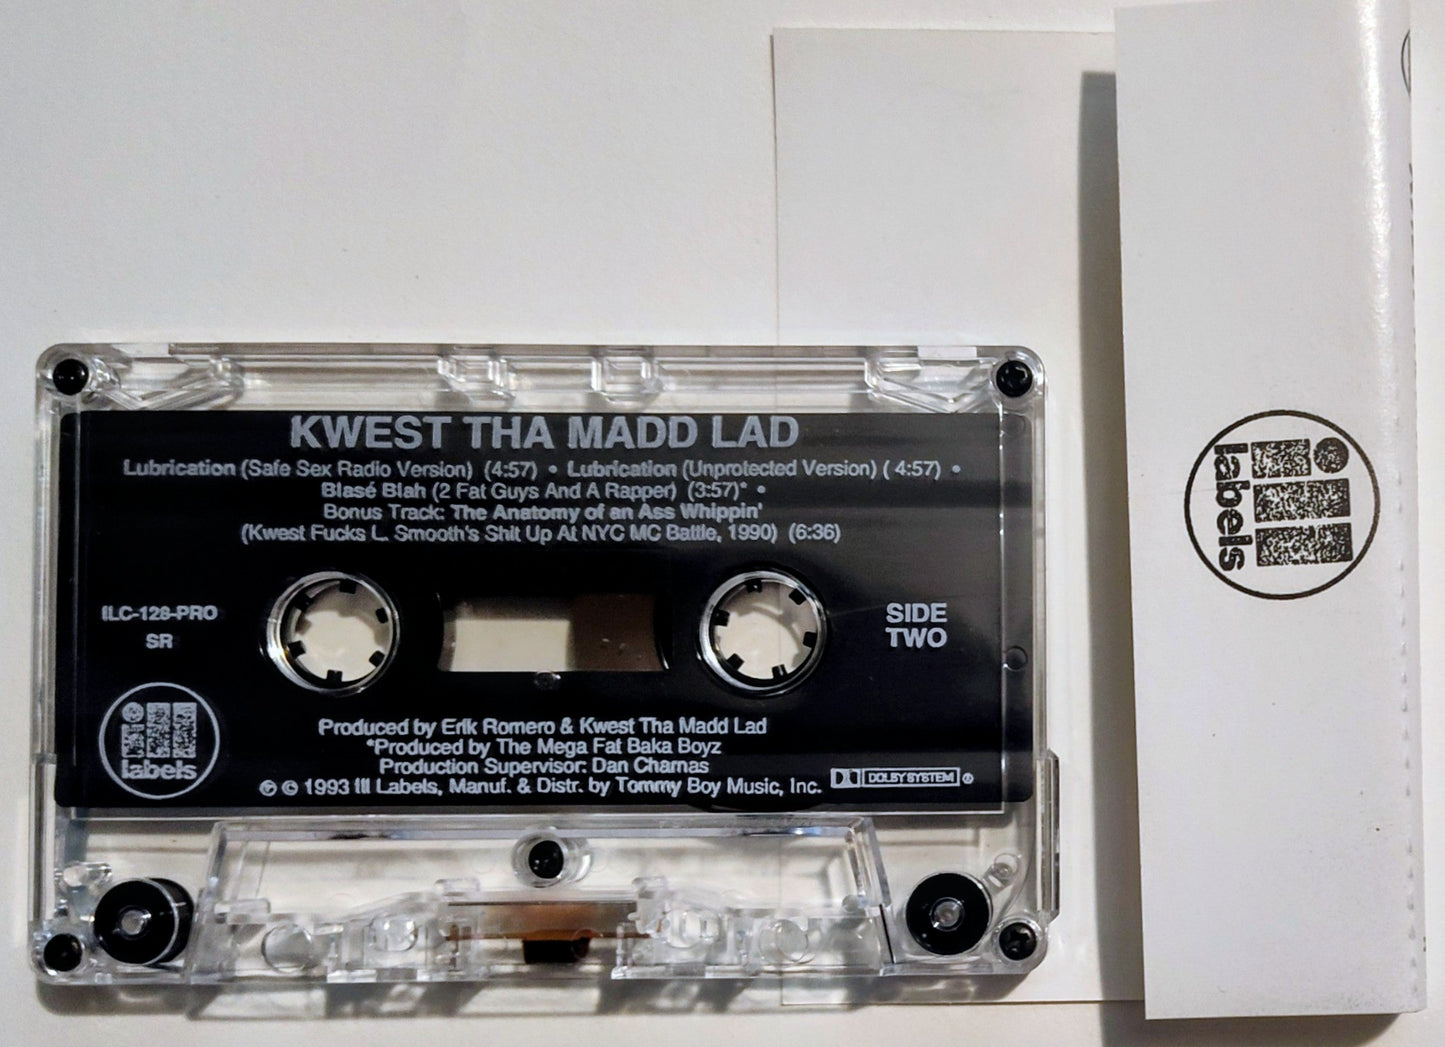 KWEST THA MADD LAD
Lubrication (Safe Sex Radio Version) (4:57) • Lubrication (Unprotected Version) ( 4:57) •
Blasé Blah (2 Fat Guys And A Rapper) (3:57)* •
Bonus Track: The Anatomy of an Ass Whippin'
(Kwest Fucks L. Smooth's Shit Up At NYC MC Battle, 1990) (6:36)
ILC-128-PRO
SR
SIDE
TWO
ill
labels
Produced by Erik Romero & Kwest Tha Madd Lad
*Produced by The Mega Fat Baka Boyz
Production Supervisor: Dan Charnas
℗ © 1993 Ill Labels, Manuf. & Distr. by Tommy Boy Music, Inc.
DOLBY SYSTEM ®
ill
labels